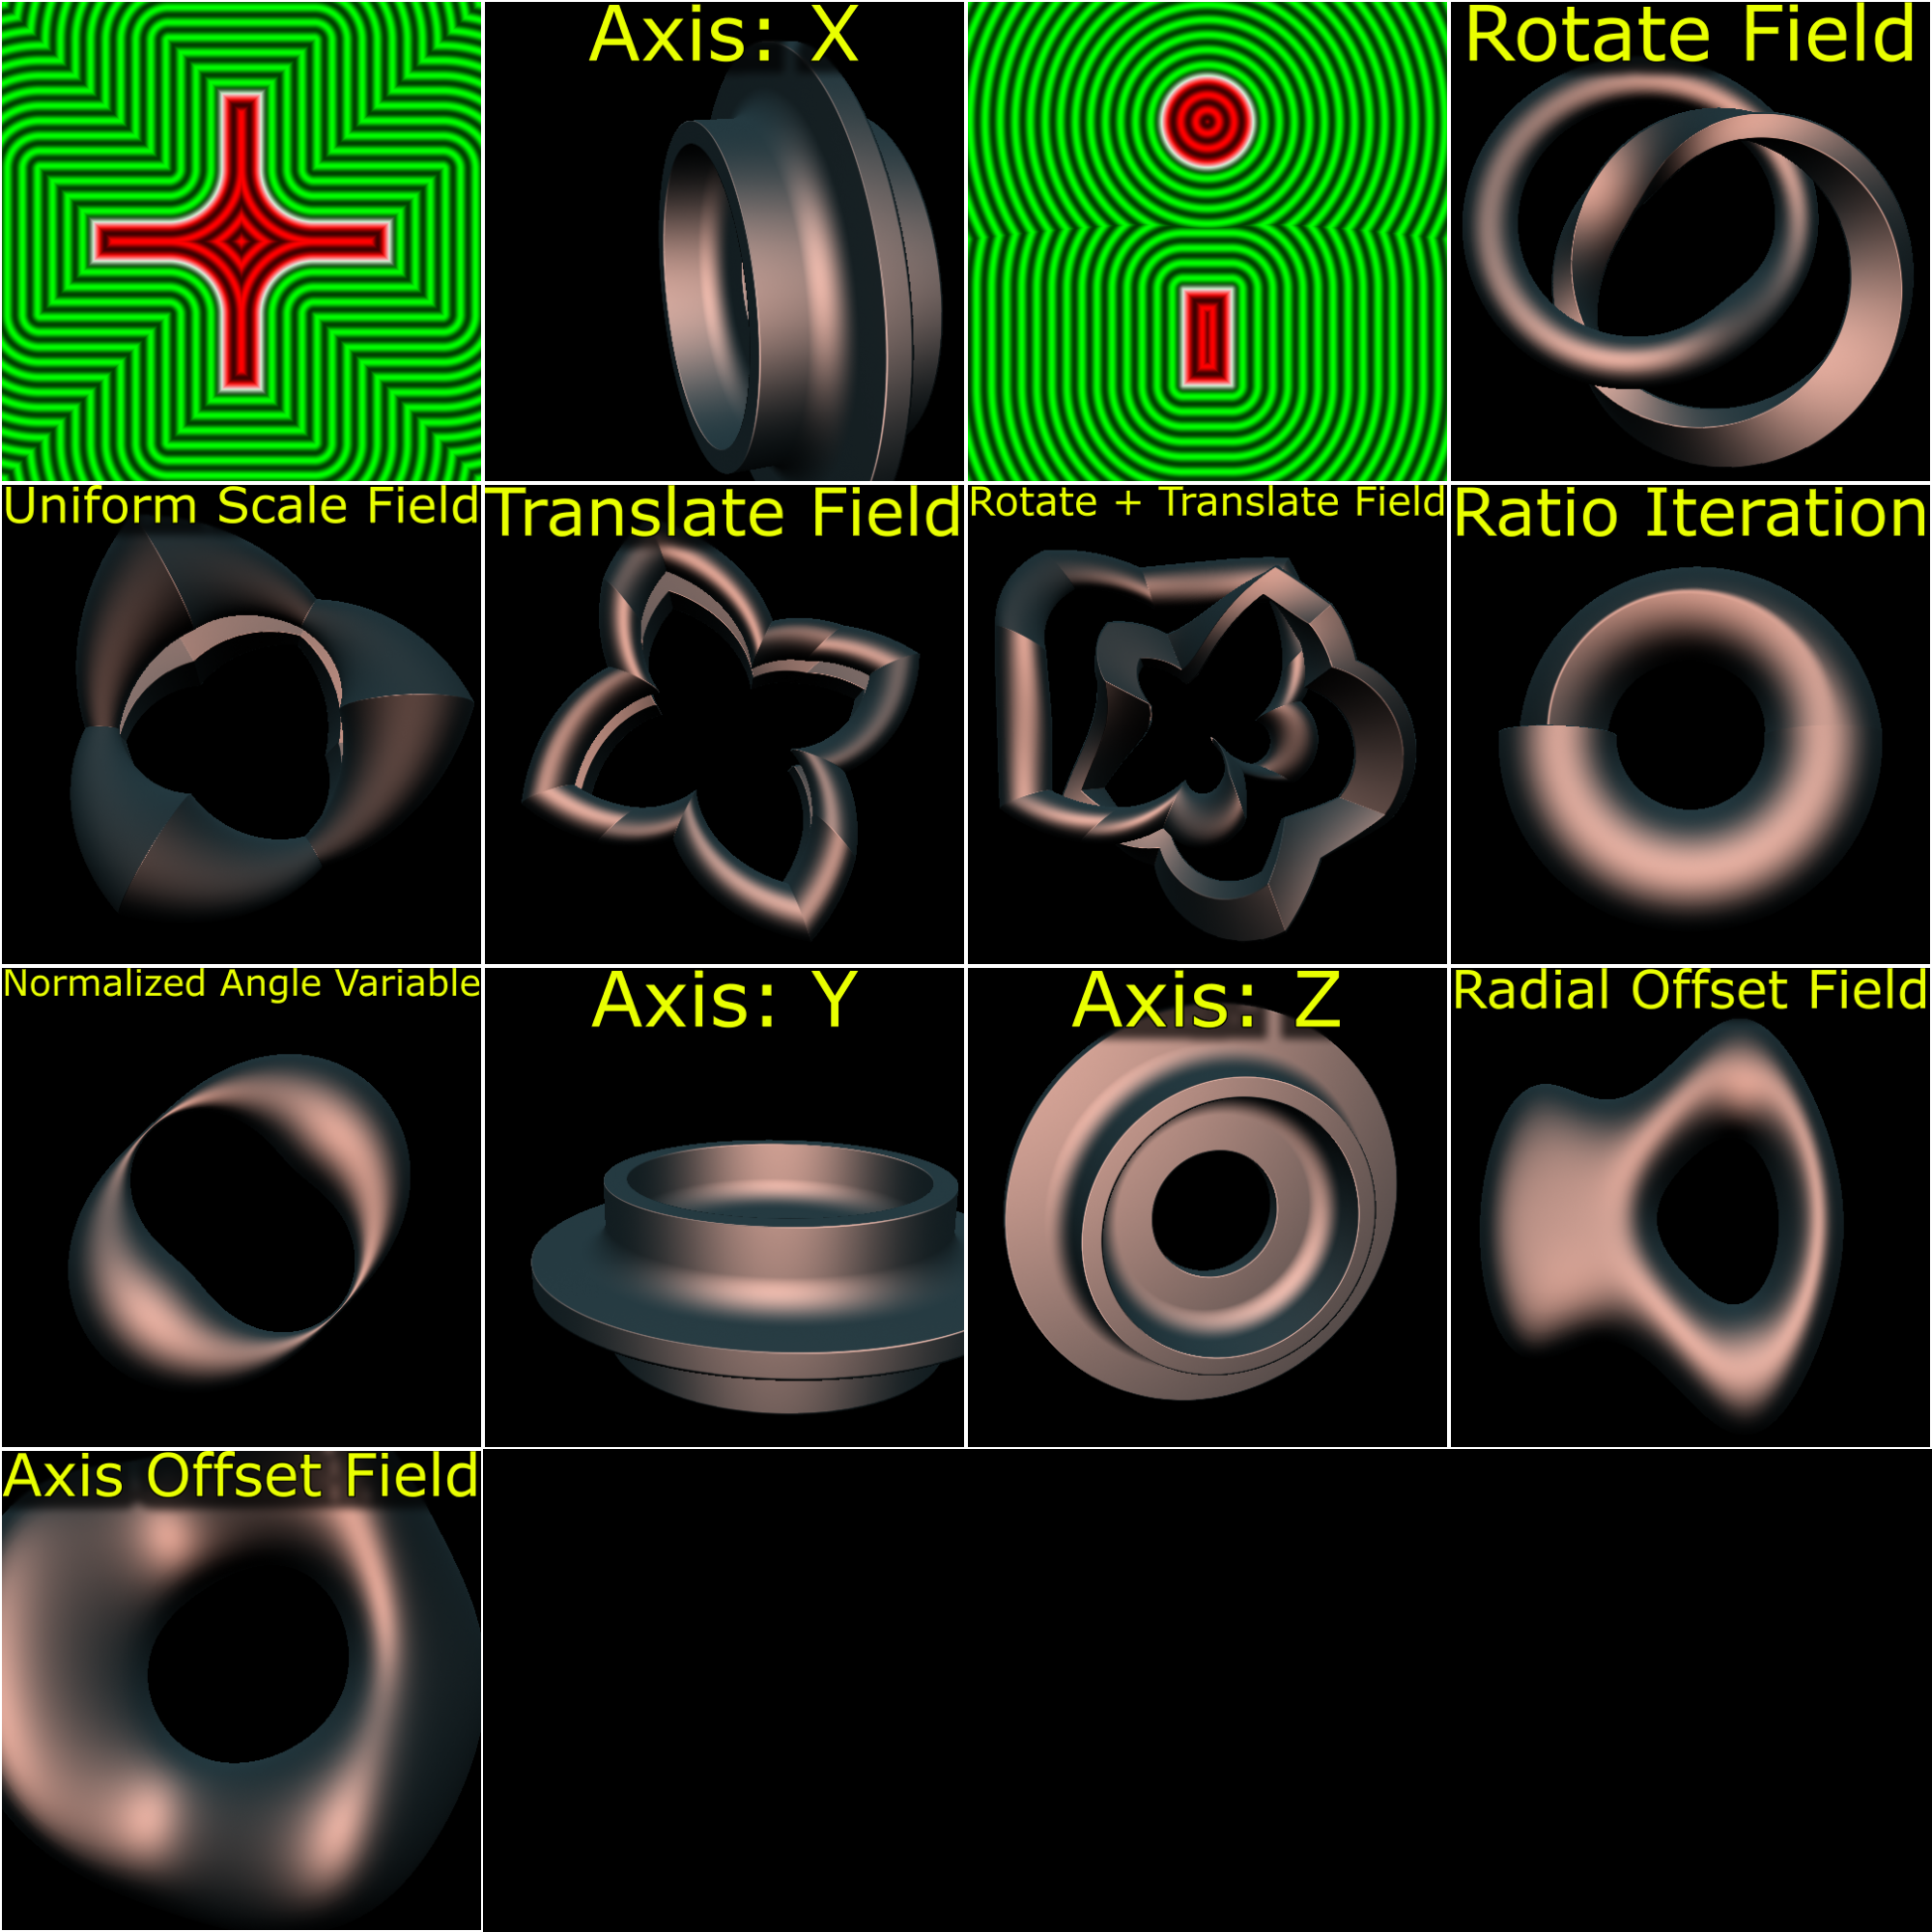 Axis: X
Rotate Field
Uniform Scale Field
Translate Field
Rotate + Translate Field
Ratio Iteration
Normalized Angle Variable
Axis: Y
Axis: Z
Radial Offset Field
Axis Offset Field